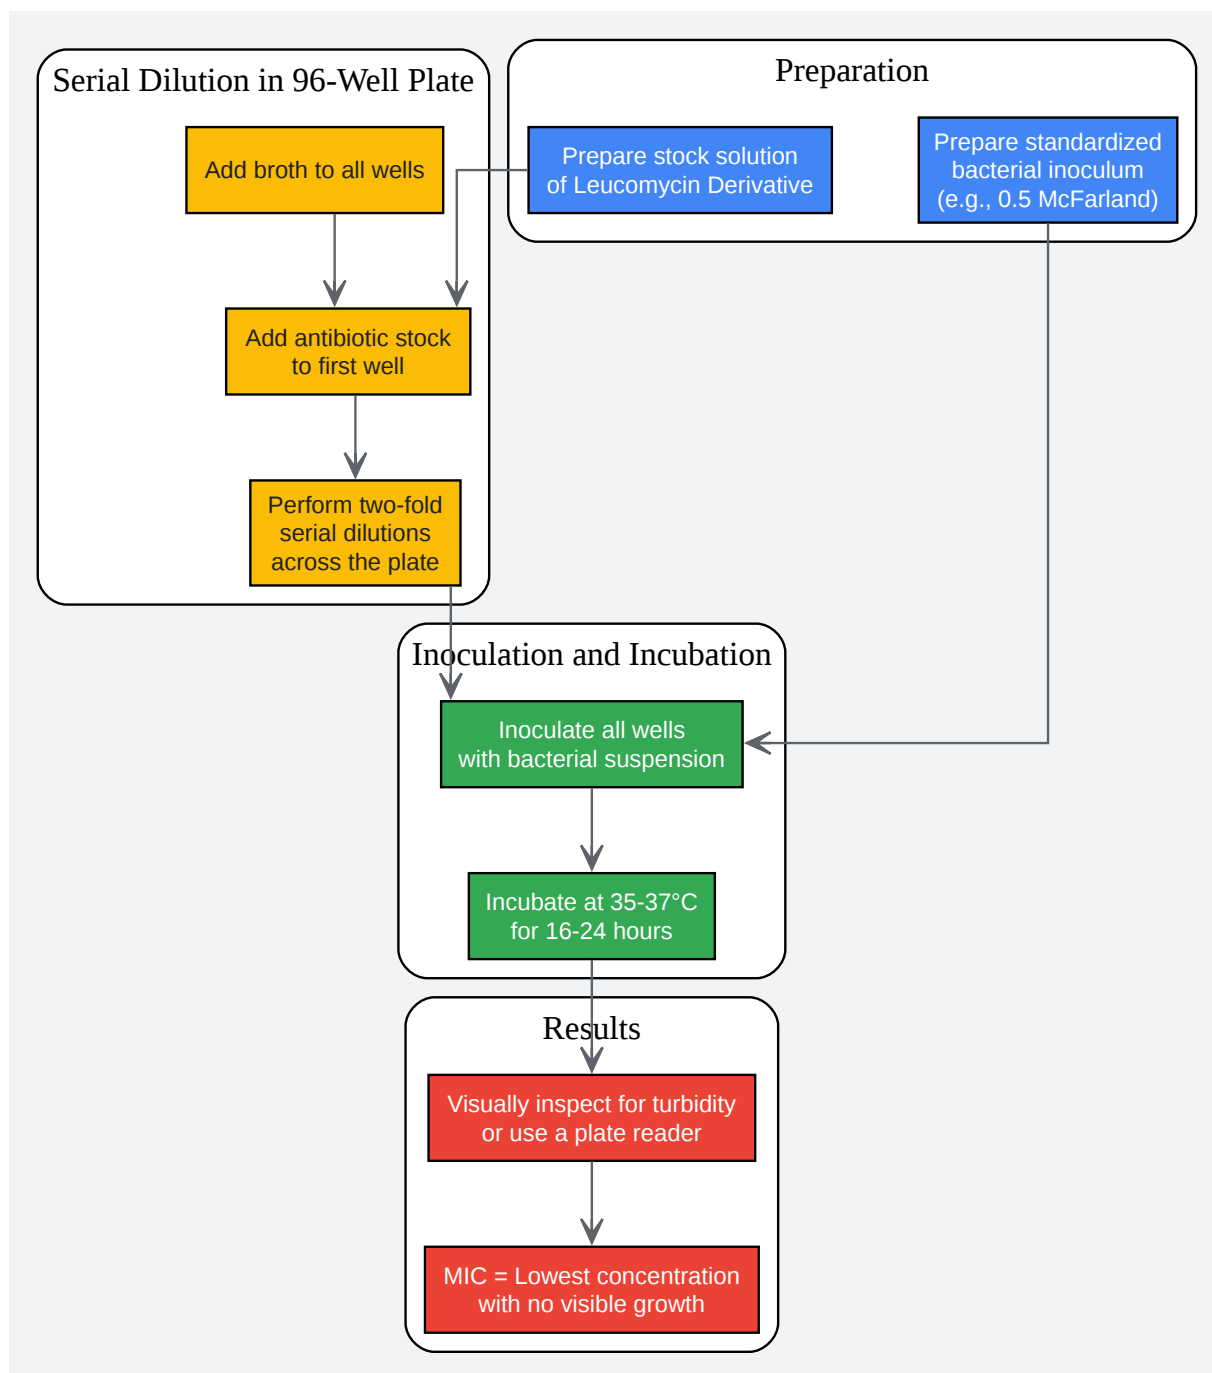 Serial Dilution in 96-Well Plate
Add broth to all wells
Add antibiotic stock
to first well
Perform two-fold
serial dilutions
across the plate
Preparation
Prepare stock solution
of Leucomycin Derivative
Prepare standardized
bacterial inoculum
(e.g., 0.5 McFarland)
Inoculation and Incubation
Inoculate all wells
with bacterial suspension
Incubate at 35-37°C
for 16-24 hours
Results
Visually inspect for turbidity
or use a plate reader
MIC = Lowest concentration
with no visible growth